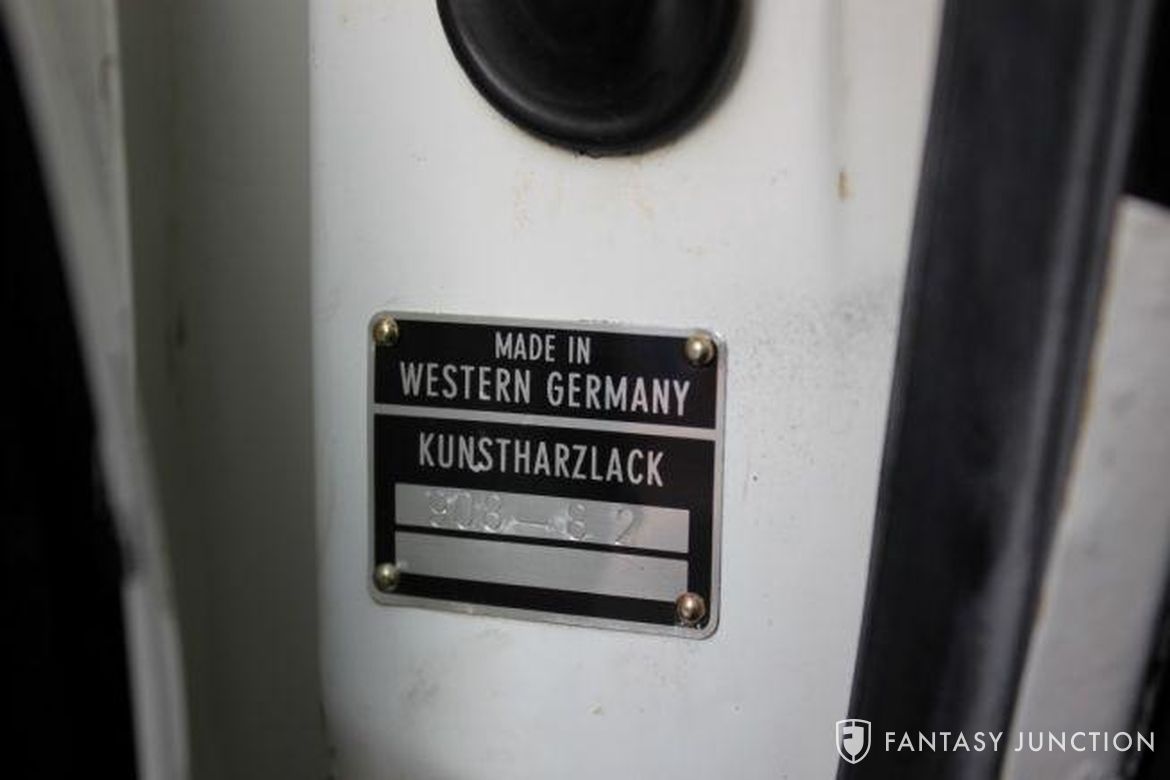 MADE IN
WESTERN GERMANY
KUNSTHARZLACK
FANTASY JUNCTION